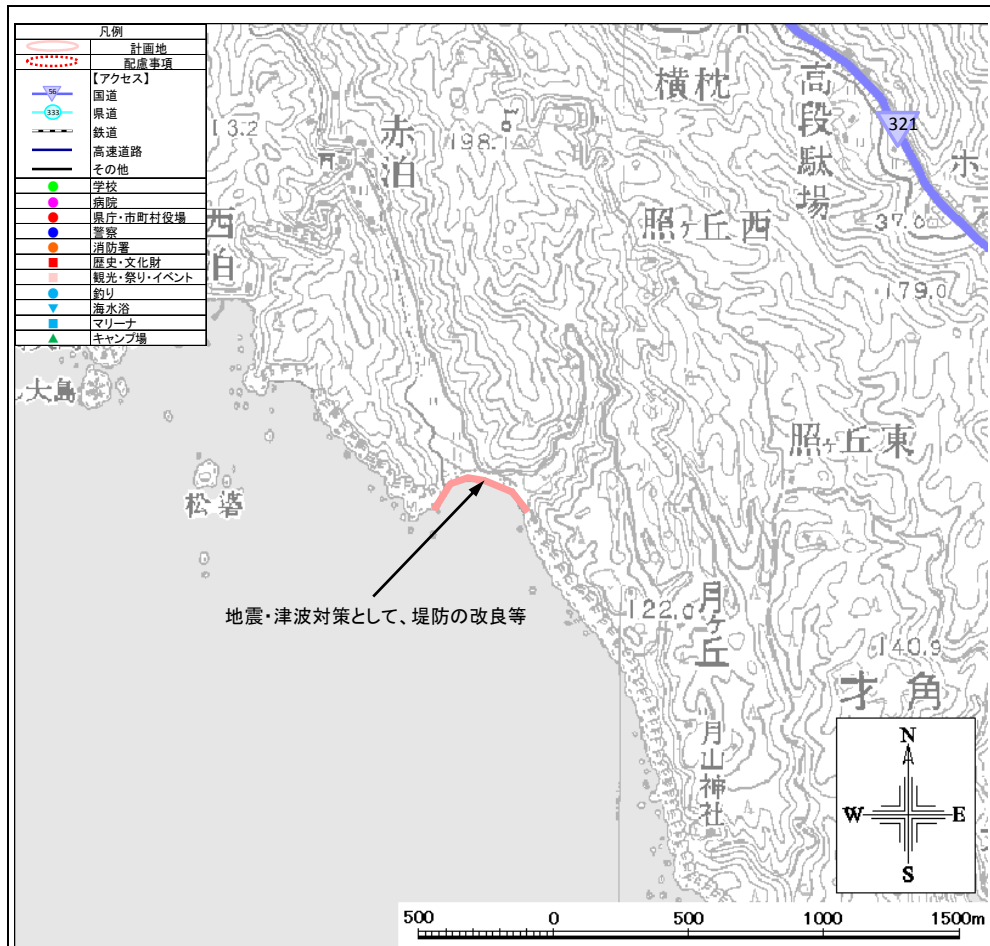 凡例
計画地
配慮事項
【アクセス】
56
国道
333
県道
鉄道
高速道路
その他
学校
病院
県庁・市町村役場
警察
消防署
歴史・文化財
観光・祭り・イベント
釣り
海水浴
マリーナ
キャンプ場
横枕
高段駄場
321
赤泊
198.1
3.2
西泊
照ヶ丘西
ホ
37.0
179.0
大島
松碆
照ヶ丘東
地震・津波対策として、堤防の改良等
122.0
月ヶ丘
140.9
才角
月山神社
N
W
E
S
500
0
500
1000
1500m